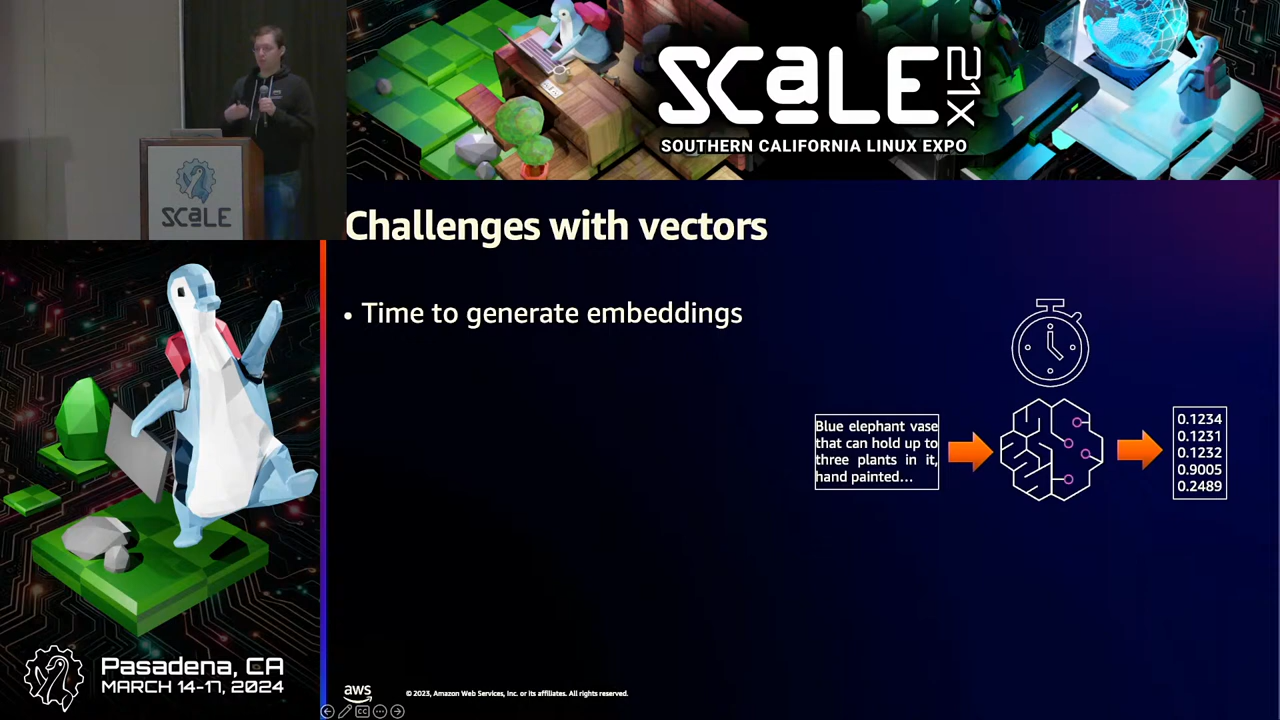 SCaLE 21X
SOUTHERN CALIFORNIA LINUX EXPO
SCaLE
Challenges with vectors
• Time to generate embeddings
Blue elephant vase
that can hold up to
three plants in it,
hand painted...
0.1234
0.1231
0.1232
0.9005
0.2489
Pasadena, CA
MARCH 14-17, 2024
aws
© 2023, Amazon Web Services, Inc. or its affiliates. All rights reserved.
CC